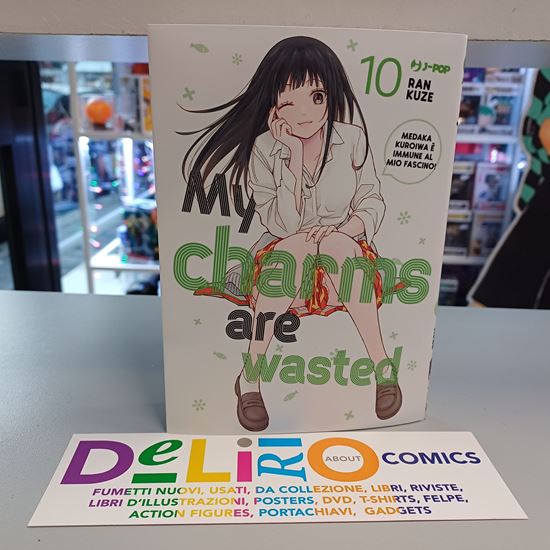 10
J-POP
RAN
KUZE
MEDAKA
KUROIWA È
IMMUNE AL
MIO FASCINO!
My
charms
are
wasted
DeLiRIO ABOUT COMICS
FUMETTI NUOVI, USATI, DA COLLEZIONE, LIBRI, RIVISTE,
LIBRI D'ILLUSTRAZIONI, POSTERS, DVD, T-SHIRTS, FELPE,
ACTION FIGURES, PORTACHIAVI, GADGETS